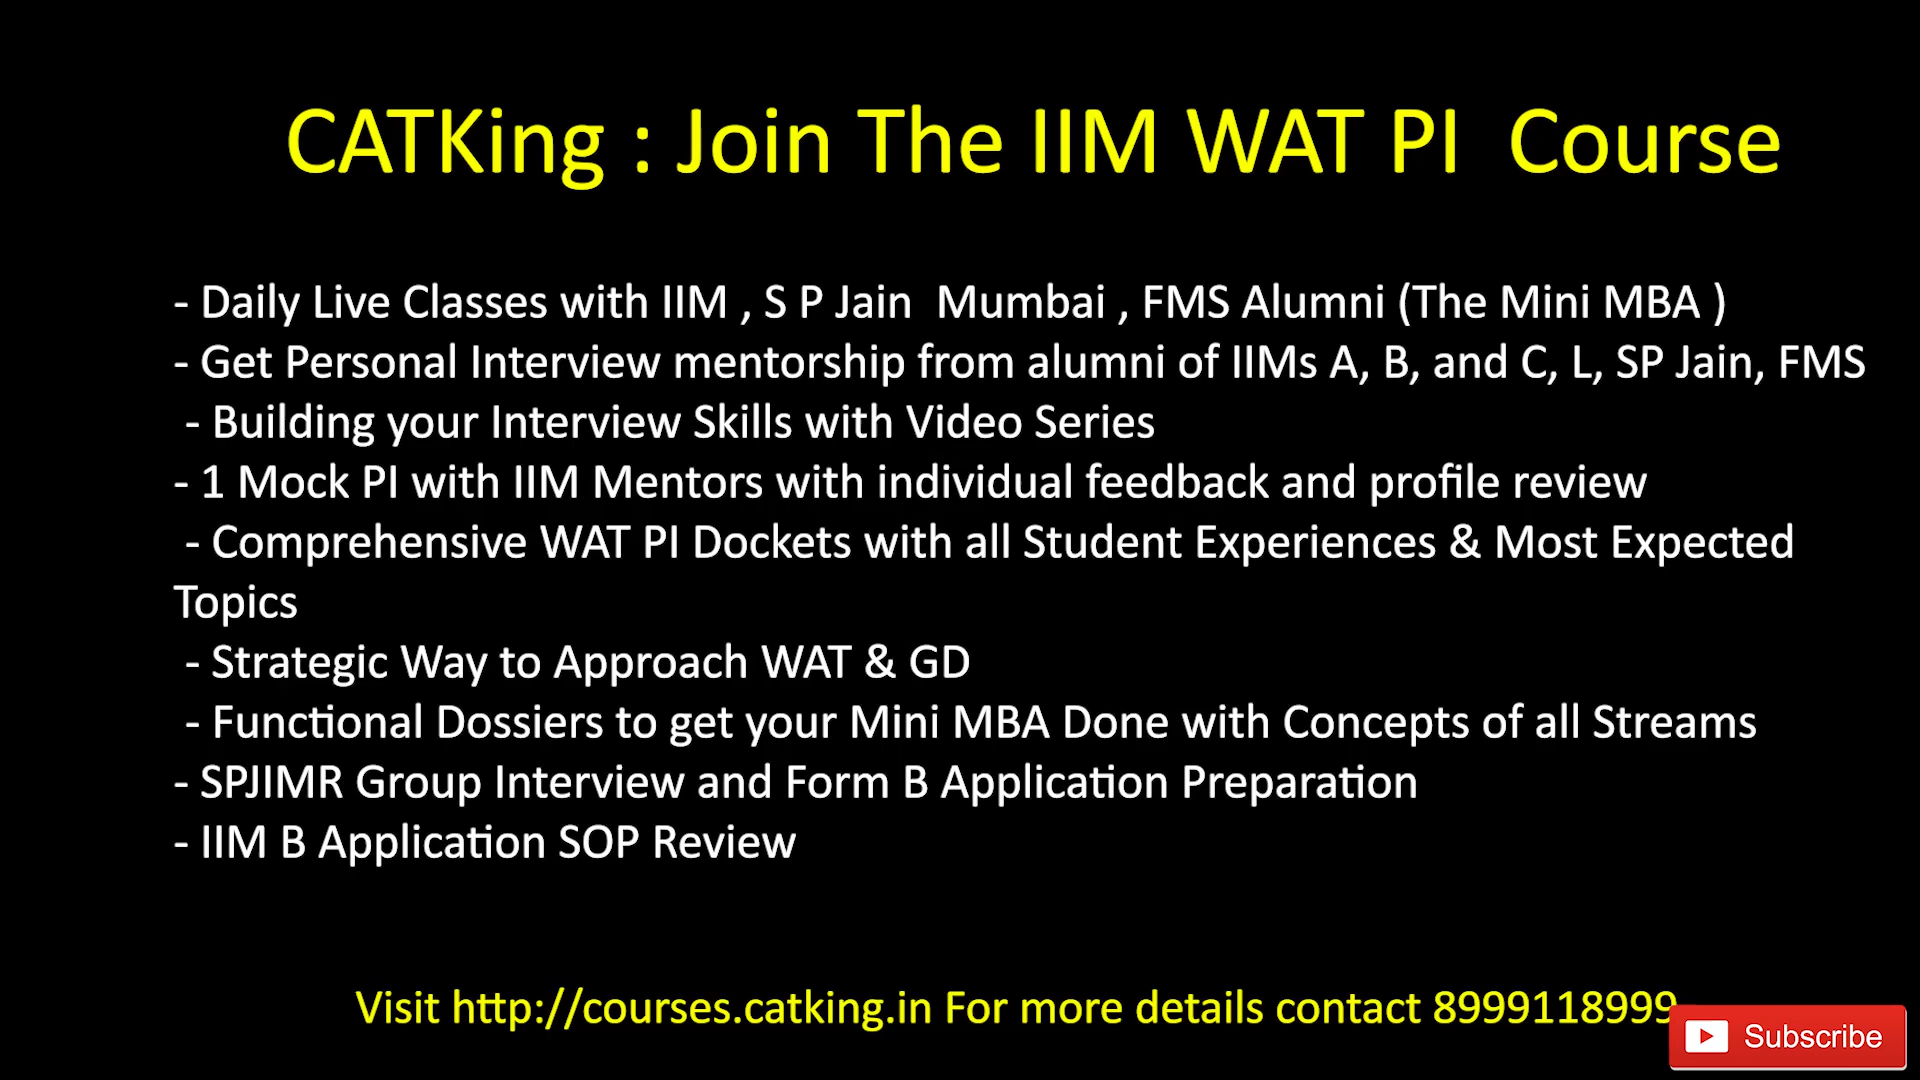 CATKing : Join The IIM WAT PI  Course
- Daily Live Classes with IIM , S P Jain  Mumbai , FMS Alumni (The Mini MBA )
- Get Personal Interview mentorship from alumni of IIMs A, B, and C, L, SP Jain, FMS
- Building your Interview Skills with Video Series
- 1 Mock PI with IIM Mentors with individual feedback and profile review
- Comprehensive WAT PI Dockets with all Student Experiences & Most Expected
Topics
- Strategic Way to Approach WAT & GD
- Functional Dossiers to get your Mini MBA Done with Concepts of all Streams
- SPJIMR Group Interview and Form B Application Preparation
- IIM B Application SOP Review
Visit http://courses.catking.in For more details contact 8999118999
Subscribe